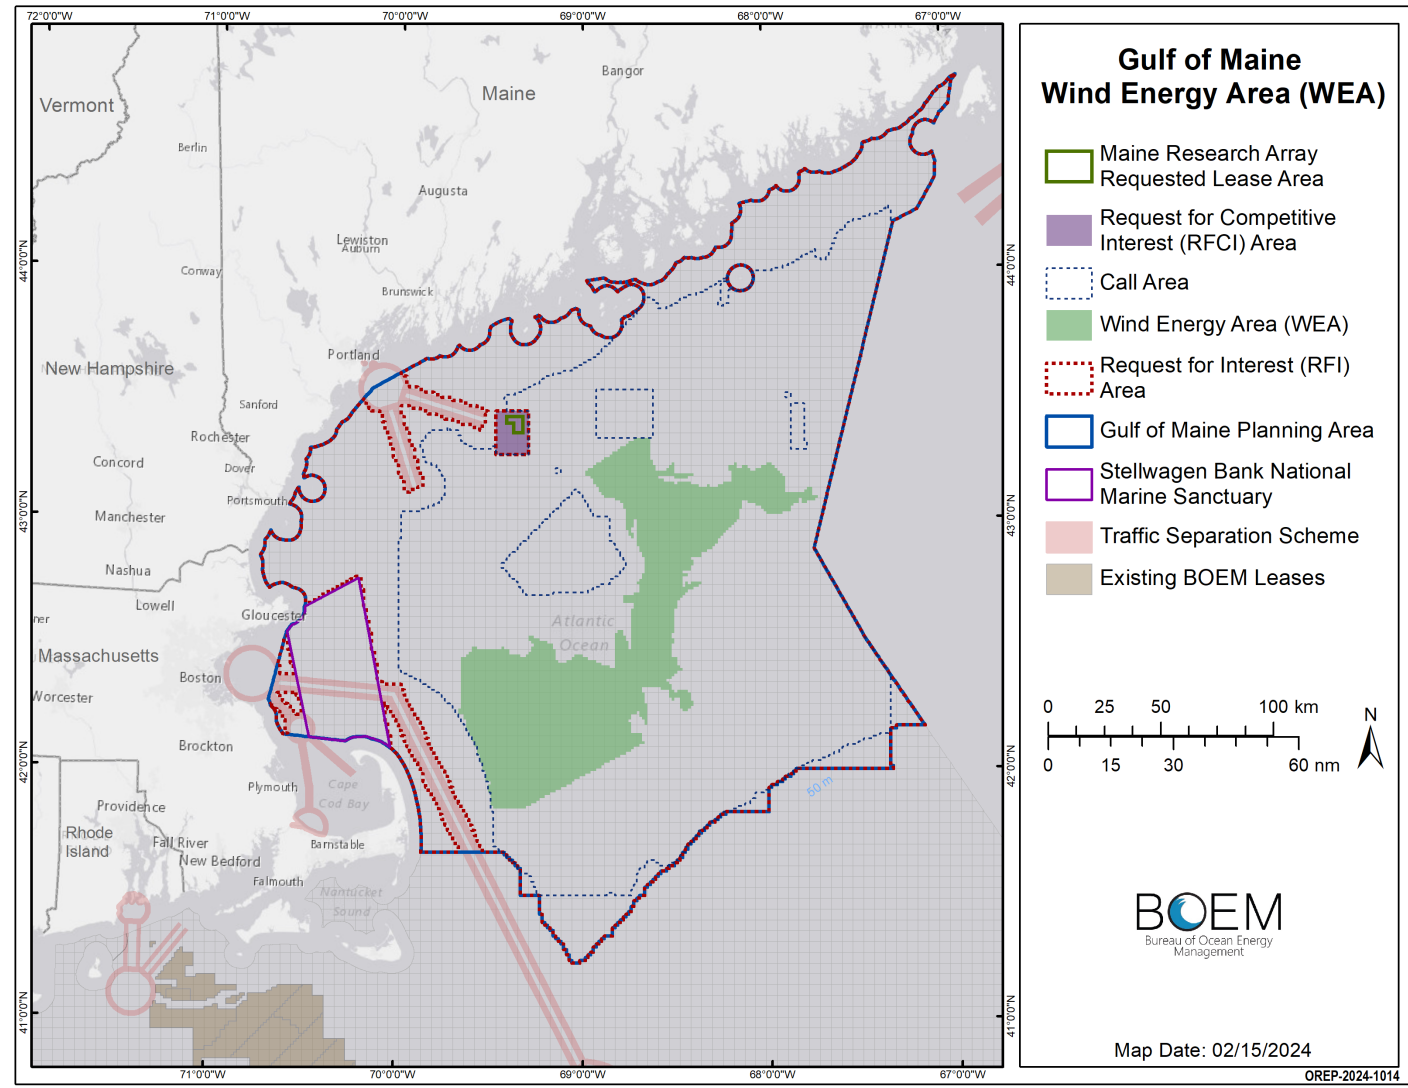 72°0'0"W
71°0'0"W
70°0'0"W
69°0'0"W
68°0'0"W
67°0'0"W
44°0'0"N
43°0'0"N
42°0'0"N
41°0'0"N
44°0'0"N
43°0'0"N
42°0'0"N
41°0'0"N
71°0'0"W
70°0'0"W
69°0'0"W
68°0'0"W
67°0'0"W
Bangor
Maine
Vermont
Berlin
Augusta
Lewiston
Auburn
Conway
Brunswick
Portland
New Hampshire
Sanford
Rochester
Concord
Dover
Portsmouth
Manchester
Nashua
Lowell
ner
Gloucester
Atlantic
Ocean
Massachusetts
Boston
Worcester
Brockton
Plymouth
Cape
Cod Bay
50 m
Providence
Rhode
Island
Fall River
Barnstable
New Bedford
Falmouth
Nantucket
Sound
Gulf of Maine
Wind Energy Area (WEA)
Maine Research Array
Requested Lease Area
Request for Competitive
Interest (RFCI) Area
Call Area
Wind Energy Area (WEA)
Request for Interest (RFI)
Area
Gulf of Maine Planning Area
Stellwagen Bank National
Marine Sanctuary
Traffic Separation Scheme
Existing BOEM Leases
0 25 50 100 km
0 15 30 60 nm
N
BOEM
Bureau of Ocean Energy
Management
Map Date: 02/15/2024
OREP-2024-1014